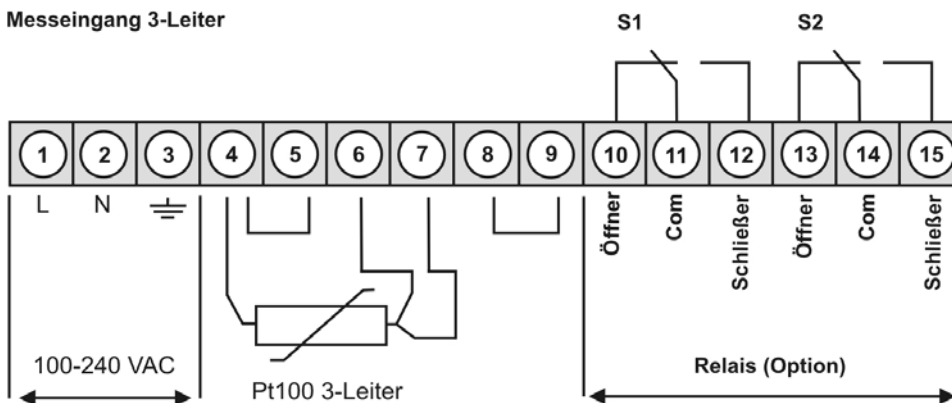 Messeingang 3-Leiter
S1 S2
1 2 3 4 5 6 7 8 9 10 11 12 13 14 15
L N
Öffner
Com
Schließer
Öffner
Com
Schließer
100-240 VAC
Pt100 3-Leiter
Relais (Option)